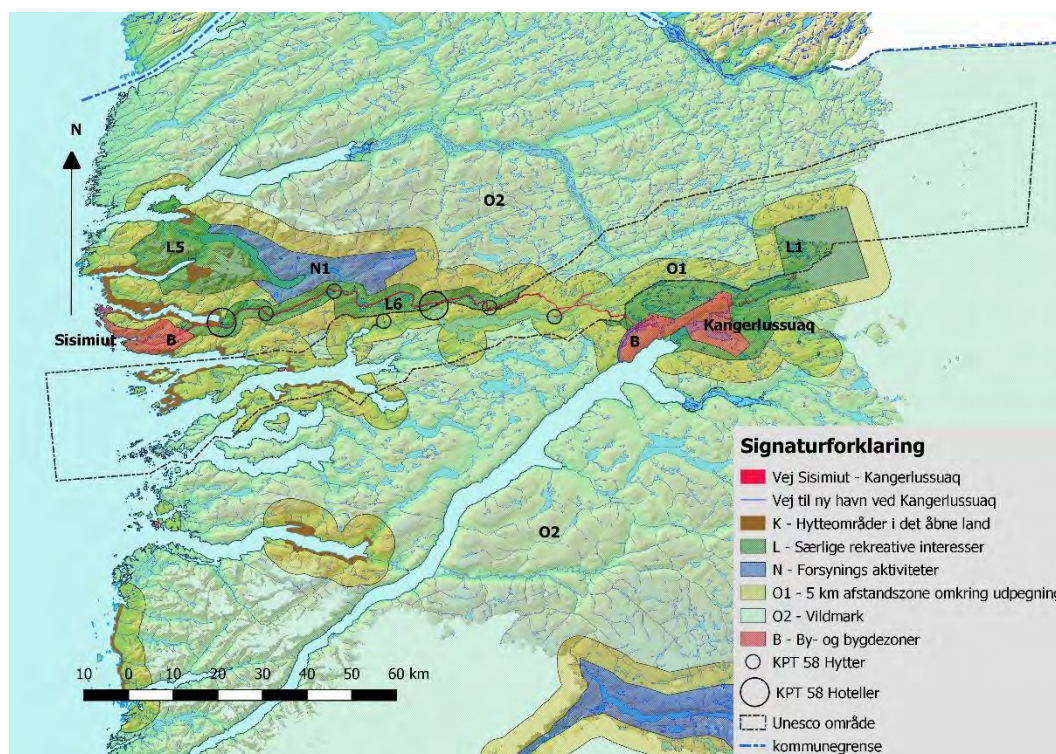 N
O2
L5
N1
O1
L1
L6
Sisimiut
B
B
Kangerlussuaq
O2
Signaturforklaring
Vej Sisimiut - Kangerlussuaq
Vej til ny havn ved Kangerlussuaq
K - Hytteområder i det åbne land
L - Særlige rekreative interesser
N - Forsynings aktiviteter
O1 - 5 km afstandszone omkring udpegning
O2 - Vildmark
B - By- og bygdezoner
KPT 58 Hytter
KPT 58 Hoteller
Unesco område
kommunegrense
10 0 10 20 30 40 50 60 km